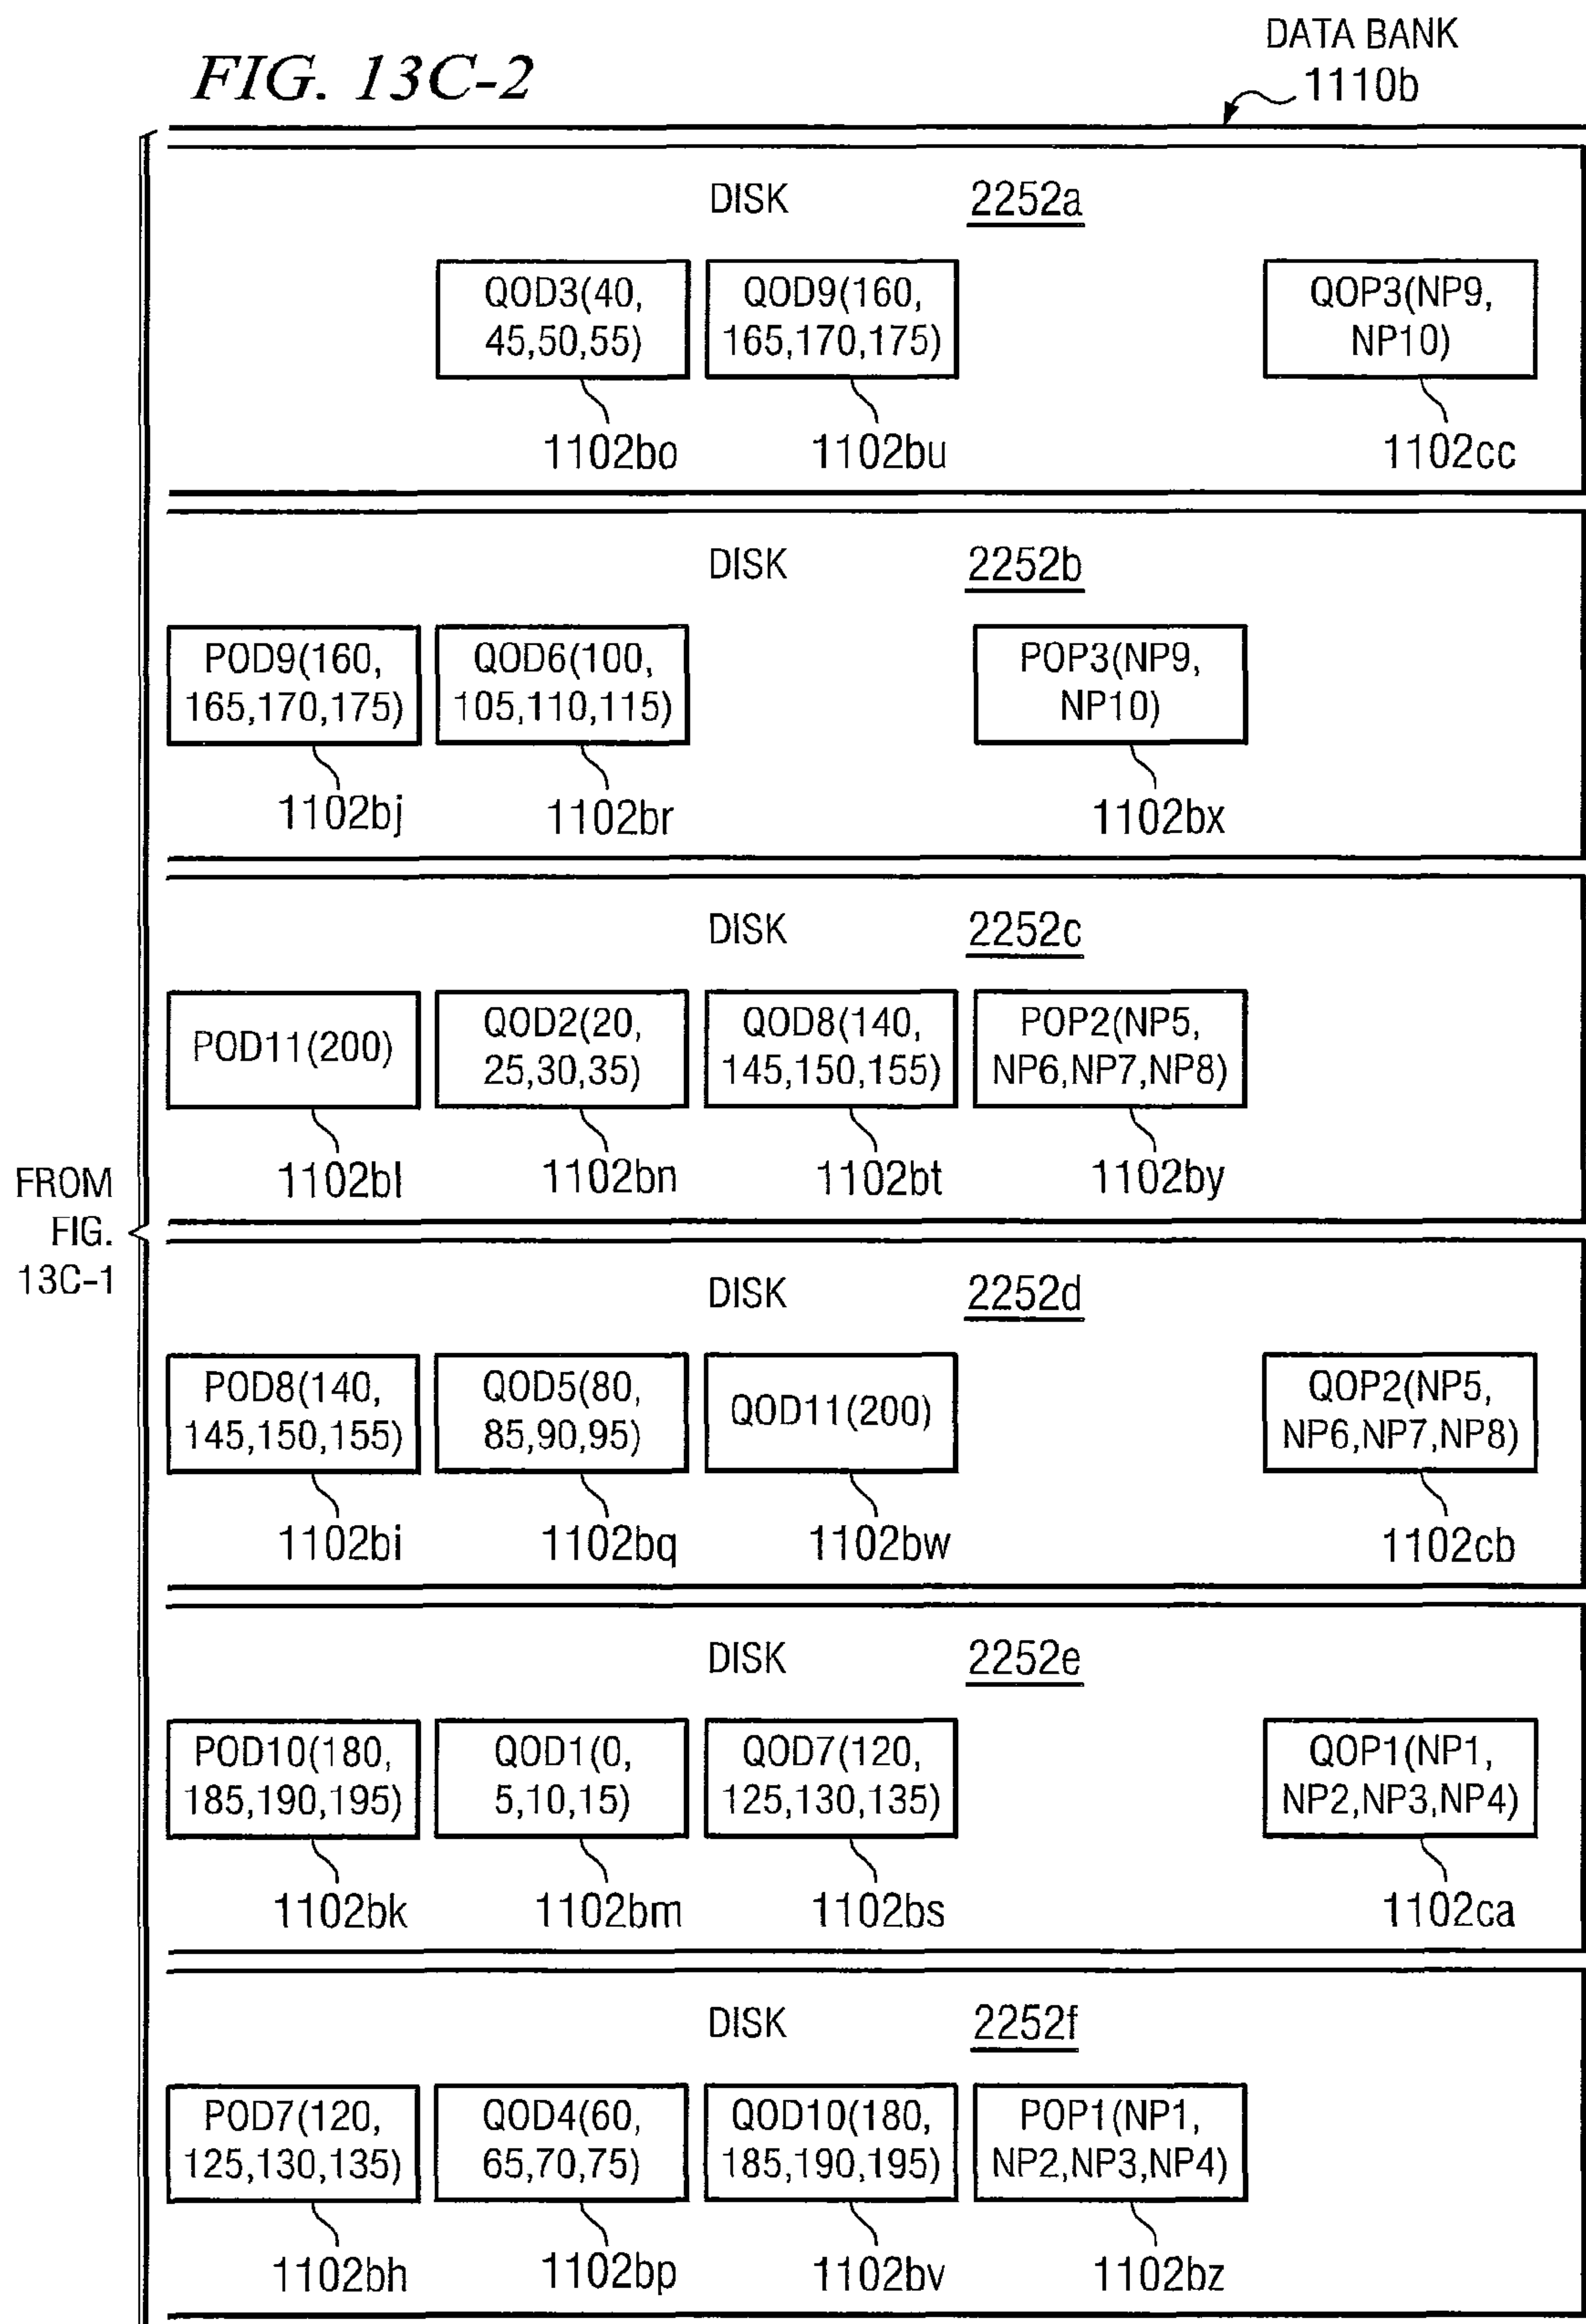 FIG. 13C-2
DATA BANK
1110b
DISK 2252a
QOD3(40,
45,50,55)
QOD9(160,
165,170,175)
QOP3(NP9,
NP10)
1102bo 1102bu 1102cc
DISK 2252b
POD9(160,
165,170,175)
QOD6(100,
105,110,115)
POP3(NP9,
NP10)
1102bj 1102br 1102bx
DISK 2252c
POD11(200)
QOD2(20,
25,30,35)
QOD8(140,
145,150,155)
POP2(NP5,
NP6,NP7,NP8)
1102bl 1102bn 1102bt 1102by
FROM
FIG.
13C-1
DISK 2252d
POD8(140,
145,150,155)
QOD5(80,
85,90,95)
QOD11(200)
QOP2(NP5,
NP6,NP7,NP8)
1102bi 1102bq 1102bw 1102cb
DISK 2252e
POD10(180,
185,190,195)
QOD1(0,
5,10,15)
QOD7(120,
125,130,135)
QOP1(NP1,
NP2,NP3,NP4)
1102bk 1102bm 1102bs 1102ca
DISK 2252f
POD7(120,
125,130,135)
QOD4(60,
65,70,75)
QOD10(180,
185,190,195)
POP1(NP1,
NP2,NP3,NP4)
1102bh 1102bp 1102bv 1102bz